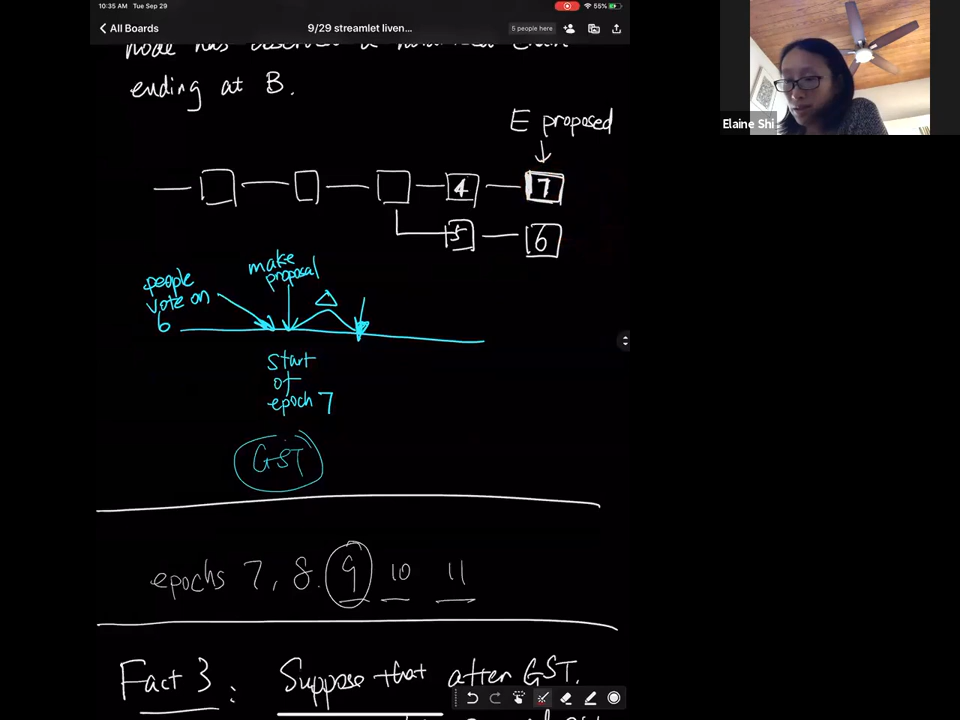 10:35 AM Tue Sep 29
55%
All Boards
9/29 streamlet liven...
5 people here
node has
ending at B.
E proposed
4
7
5
6
people
vote on
6
make
proposal
Δ
start
of
epoch 7
GST
epochs 7, 8. 9 10 11
Fact 3: Suppose that after GST,
Elaine Shi